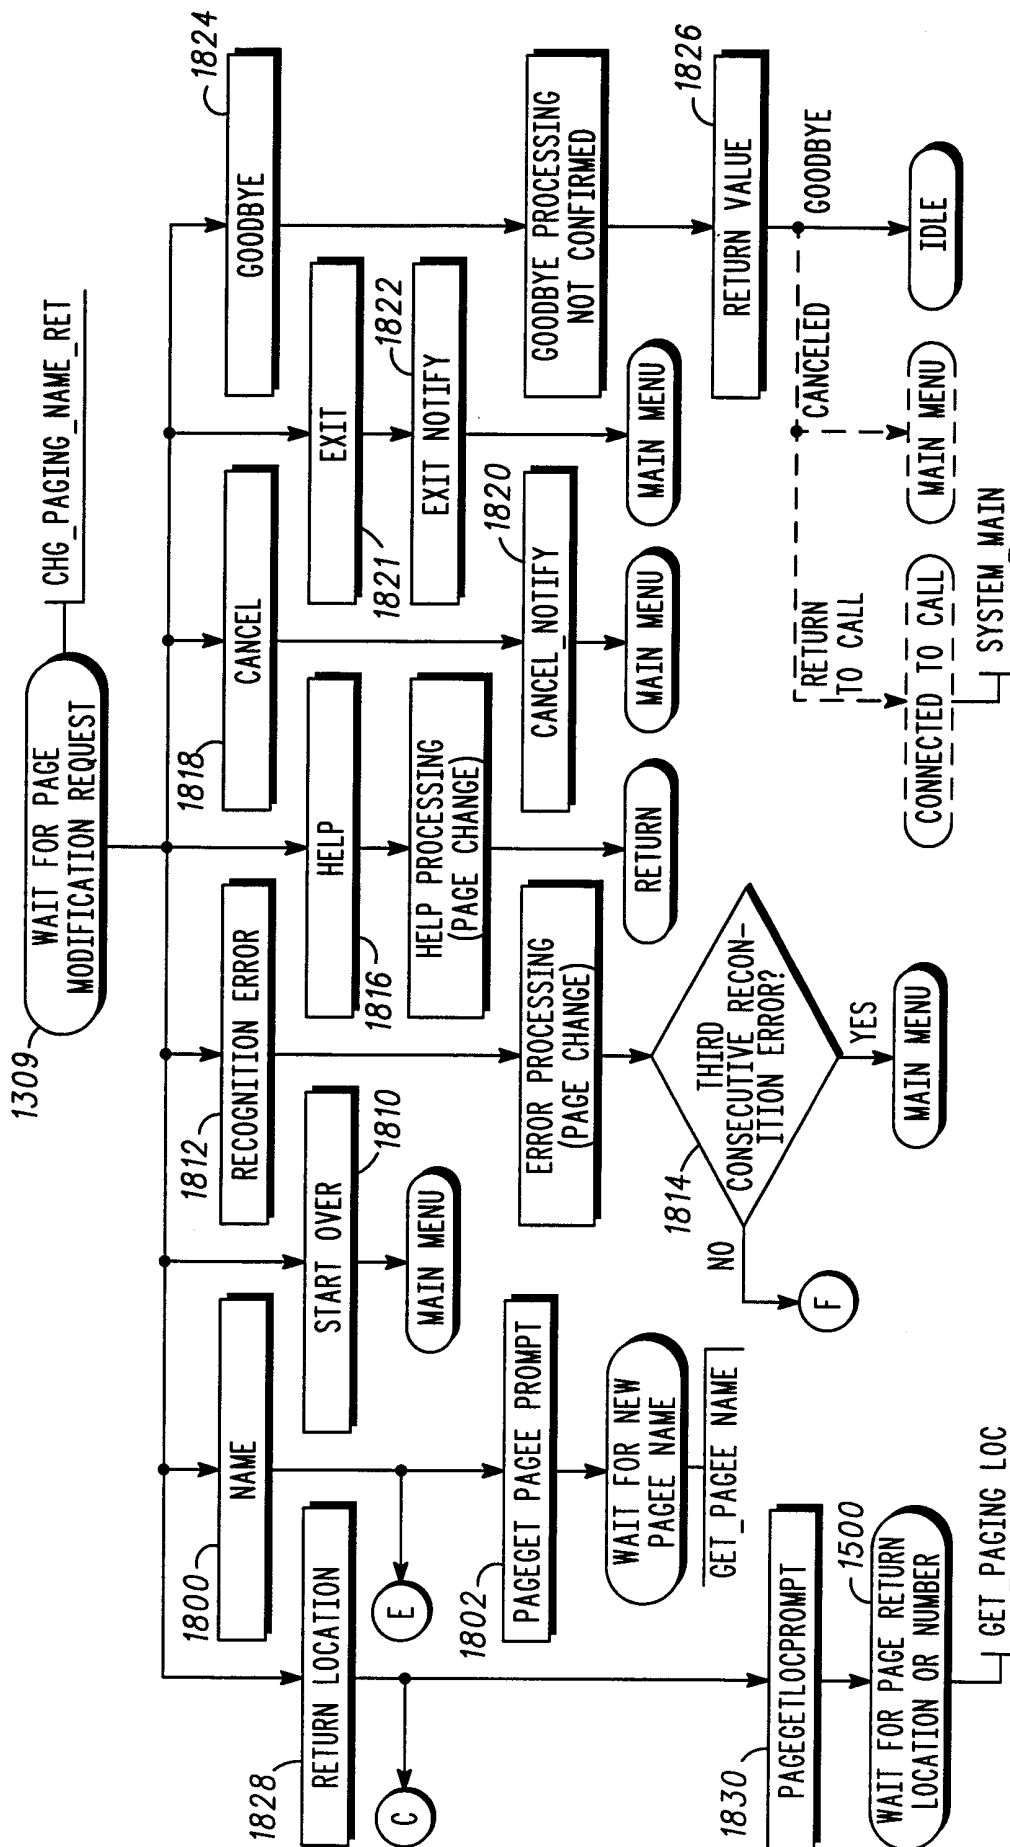 1309
WAIT FOR PAGE
MODIFICATION REQUEST
CHG_PAGING_NAME_RET
1828
RETURN LOCATION
C
1830
PAGEGETLOCPROMPT
1500
WAIT FOR PAGE RETURN
LOCATION OR NUMBER
GET_PAGING LOC
1800
NAME
E
1802
PAGEGET PAGEE PROMPT
WAIT FOR NEW
PAGEE NAME
GET_PAGEE NAME
START OVER
1810
MAIN MENU
1812
RECOGNITION ERROR
ERROR PROCESSING
(PAGE CHANGE)
1814
THIRD
CONSECUTIVE RECON-
ITION ERROR?
NO
F
YES
MAIN MENU
1816
HELP
HELP PROCESSING
(PAGE CHANGE)
RETURN
1818
CANCEL
1820
CANCEL_NOTIFY
MAIN MENU
1821
EXIT
1822
EXIT NOTIFY
MAIN MENU
1824
GOODBYE
GOODBYE PROCESSING
NOT CONFIRMED
1826
RETURN VALUE
RETURN
TO CALL
CANCELED
GOODBYE
CONNECTED TO CALL
SYSTEM_MAIN
MAIN MENU
IDLE